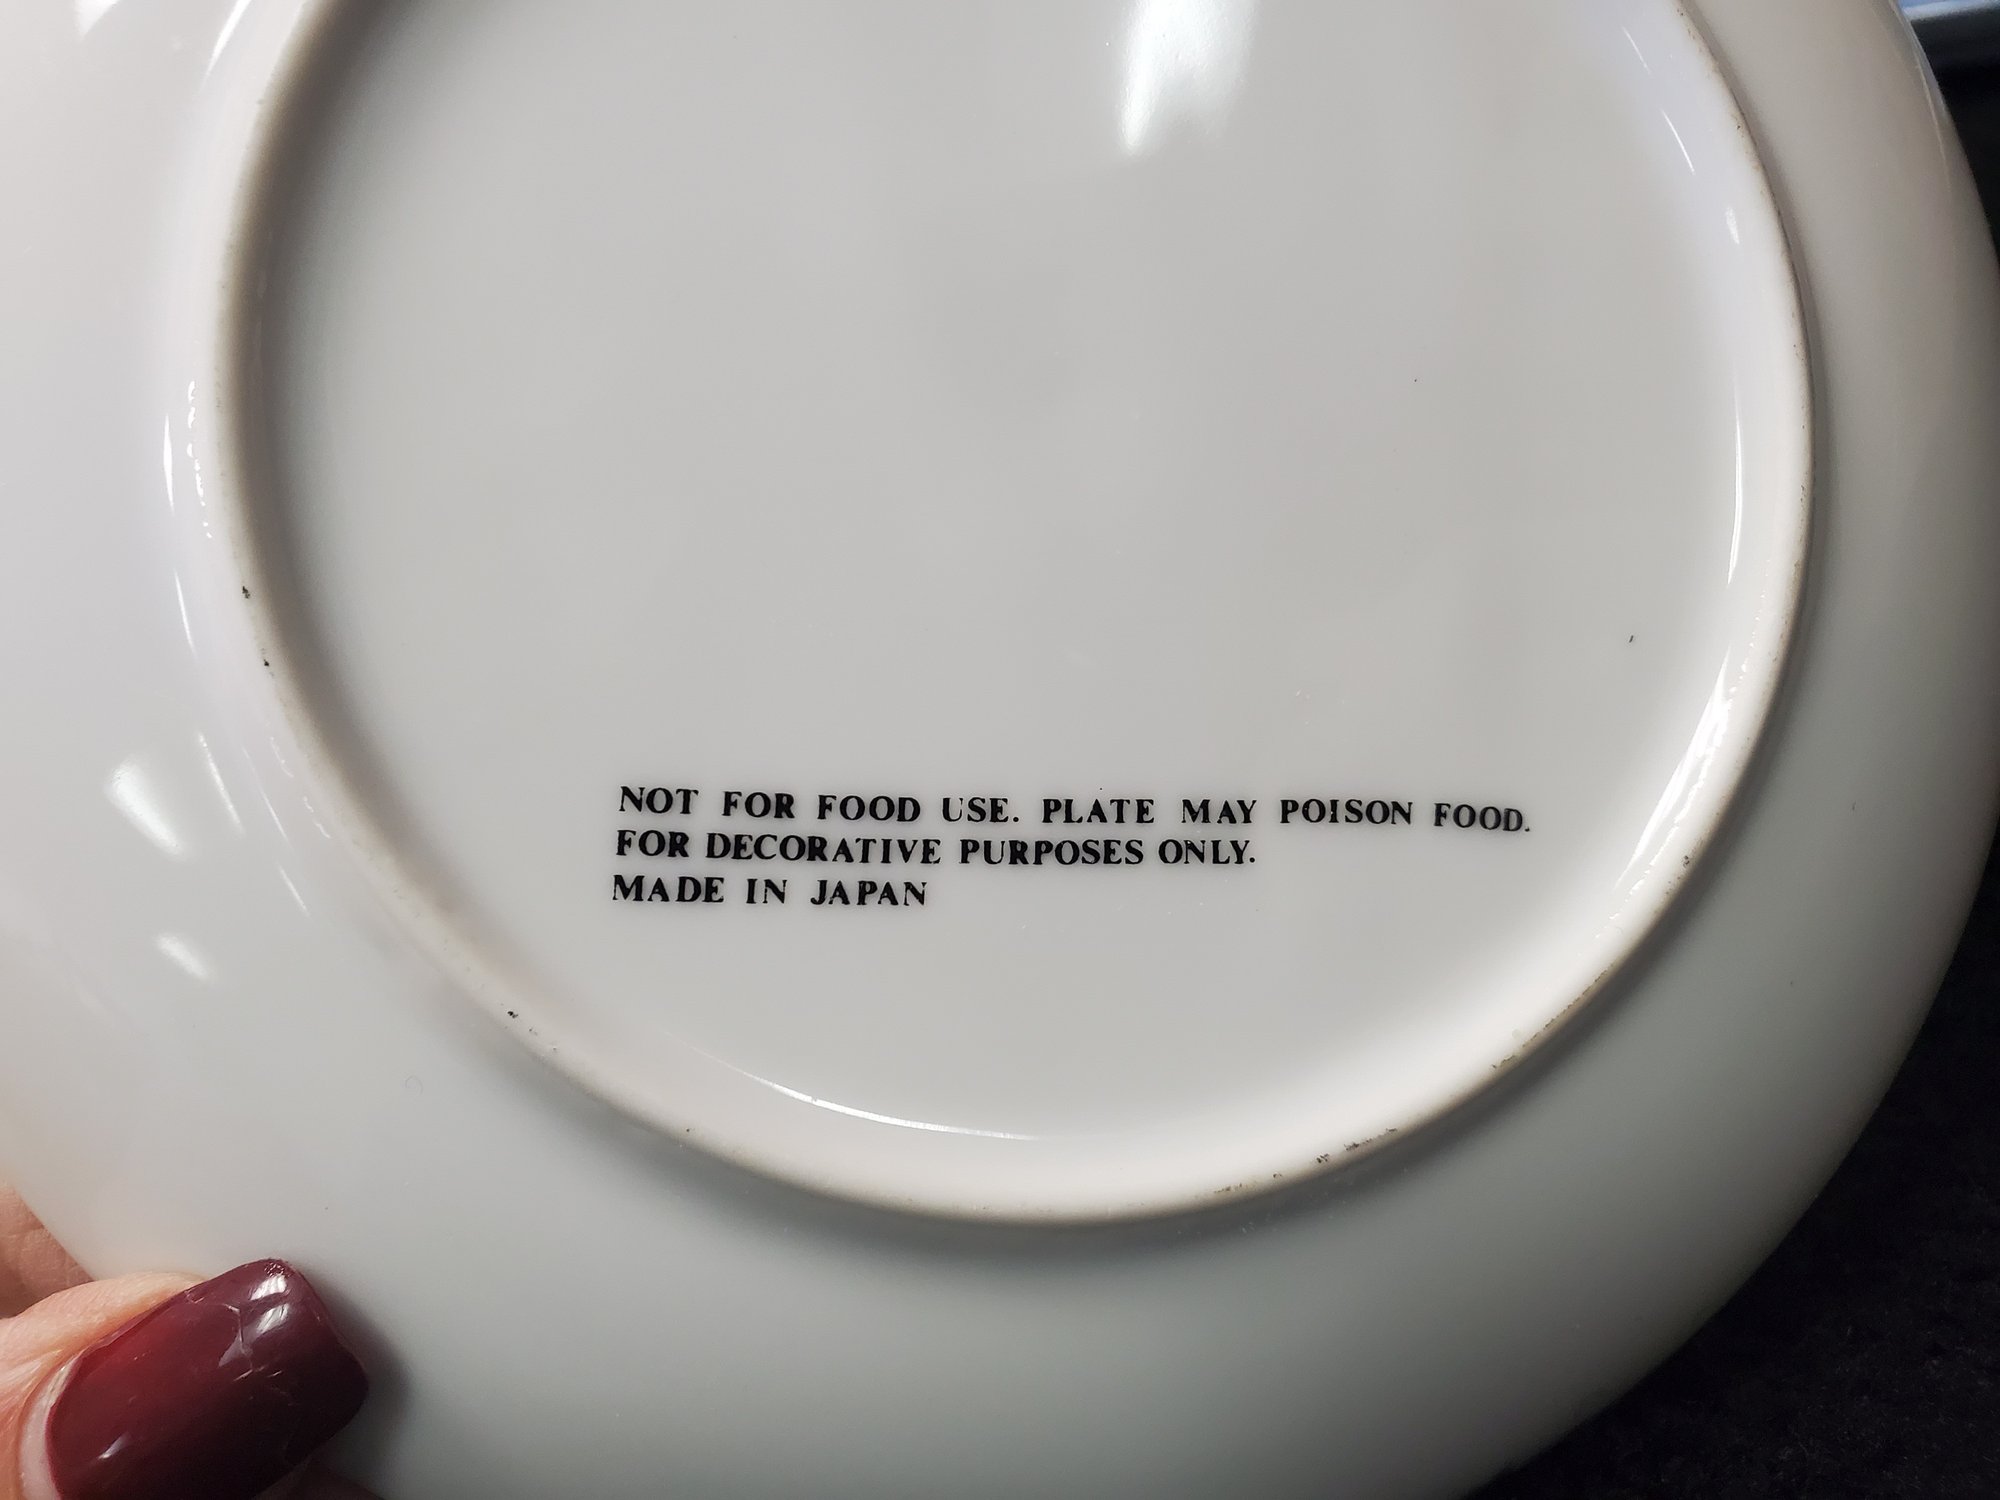 NOT FOR FOOD USE. PLATE MAY POISON FOOD.
FOR DECORATIVE PURPOSES ONLY.
MADE IN JAPAN